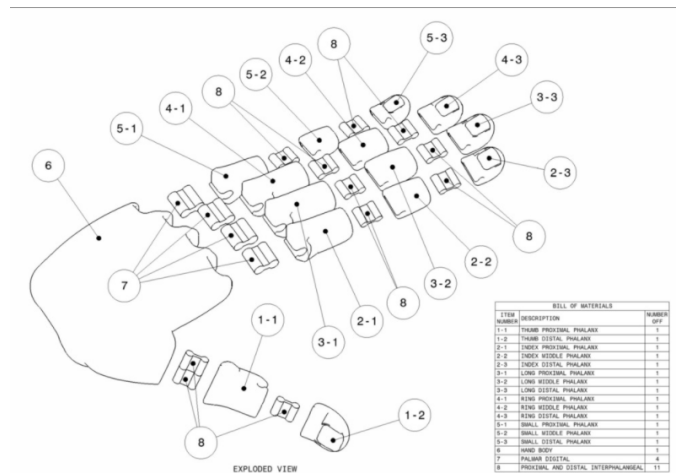 5-3
8
4-2
4-3
5-2
8
3-3
4-1
5-1
6
2-3
8
7
2-2
3-2
8
1-1
2-1
3-1
8
1-2
EXPLODED VIEW
BILL OF MATERIALS
ITEM NUMBER DESCRIPTION NUMBER OFF
1-1 THUMB PROXIMAL PHALANX 1
1-2 THUMB DISTAL PHALANX 1
2-1 INDEX PROXIMAL PHALANX 1
2-2 INDEX MIDDLE PHALANX 1
2-3 INDEX DISTAL PHALANX 1
3-1 LONG PROXIMAL PHALANX 1
3-2 LONG MIDDLE PHALANX 1
3-3 LONG DISTAL PHALANX 1
4-1 RING PROXIMAL PHALANX 1
4-2 RING MIDDLE PHALANX 1
4-3 RING DISTAL PHALANX 1
5-1 SMALL PROXIMAL PHALANX 1
5-2 SMALL MIDDLE PHALANX 1
5-3 SMALL DISTAL PHALANX 1
6 HAND BODY 1
7 PALMAR DIGITAL 4
8 PROXIMAL AND DISTAL INTERPHALANGEAL 11